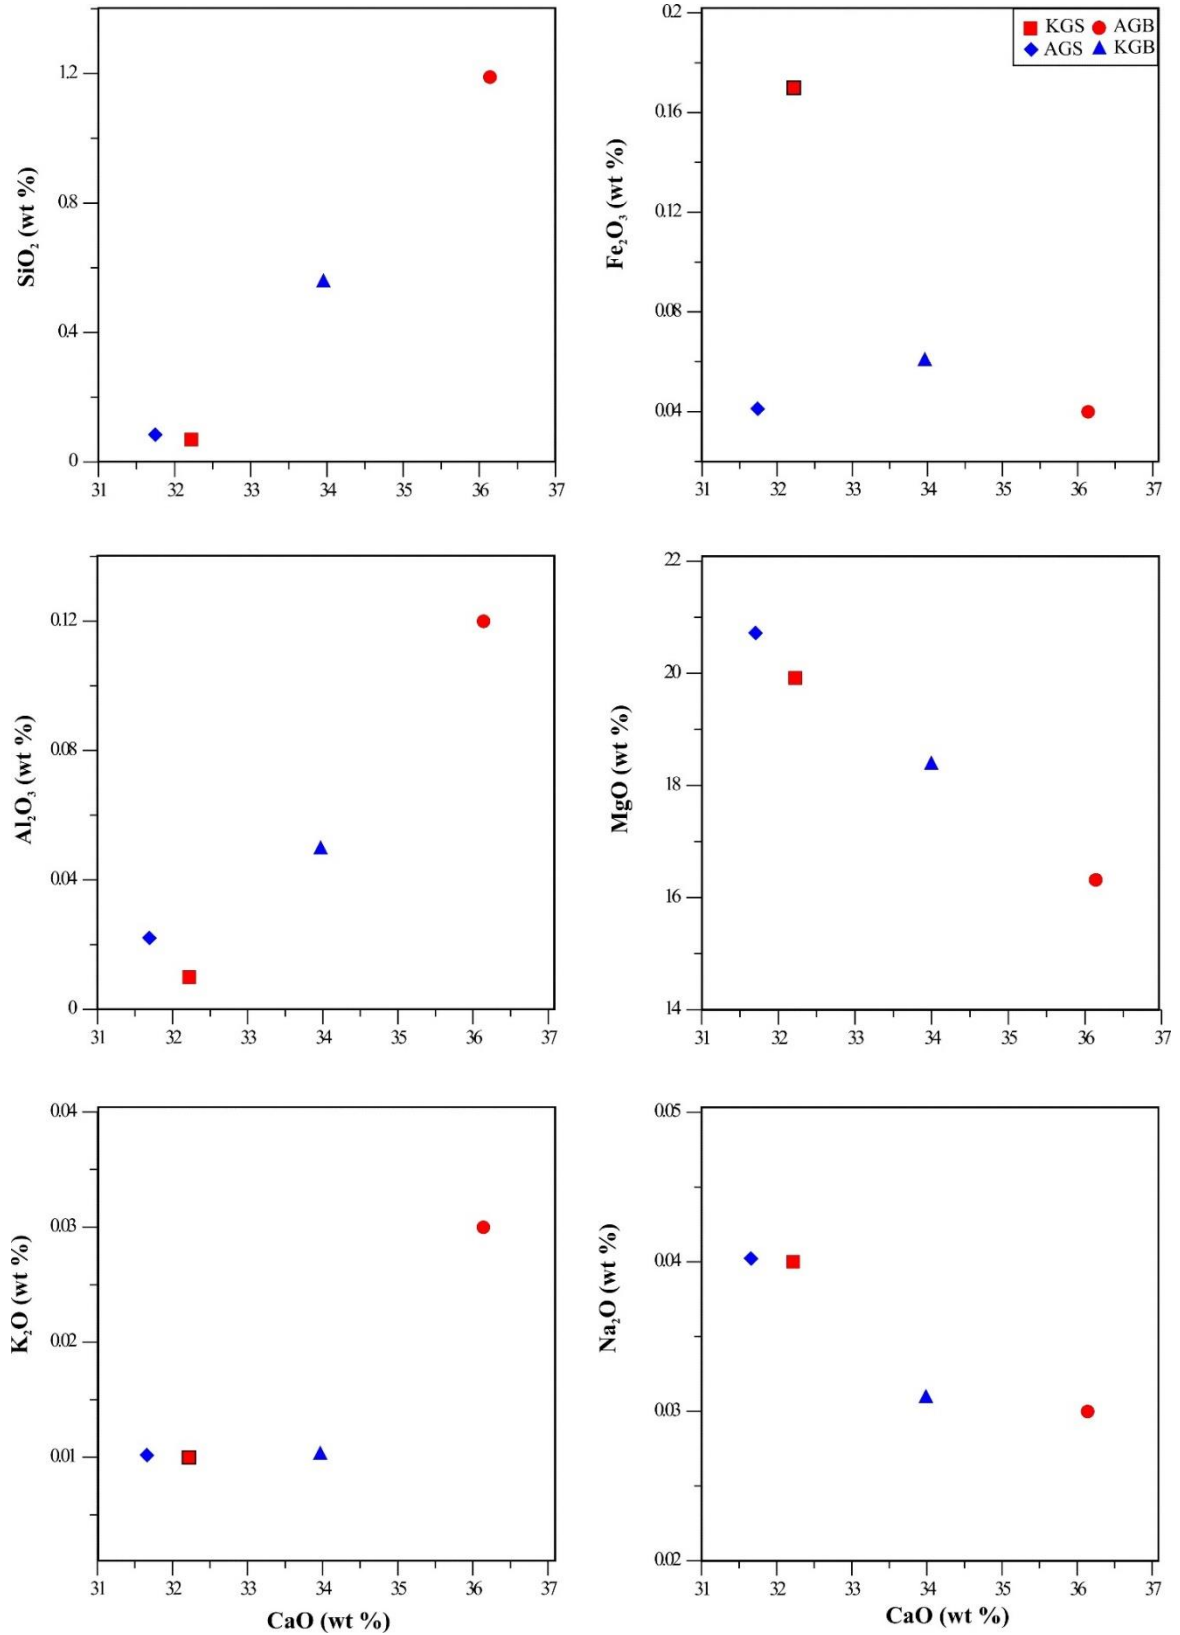 1.2
0.8
0.4
0
SiO₂ (wt %)
31 32 33 34 35 36 37
0.2
0.16
0.12
0.08
0.04
Fe₂O₃ (wt %)
KGS AGB
AGS KGB
31 32 33 34 35 36 37
0.12
0.08
0.04
0
Al₂O₃ (wt %)
31 32 33 34 35 36 37
22
20
18
16
14
MgO (wt %)
31 32 33 34 35 36 37
0.04
0.03
0.02
0.01
K₂O (wt %)
31 32 33 34 35 36 37
CaO (wt %)
0.05
0.04
0.03
0.02
Na₂O (wt %)
31 32 33 34 35 36 37
CaO (wt %)